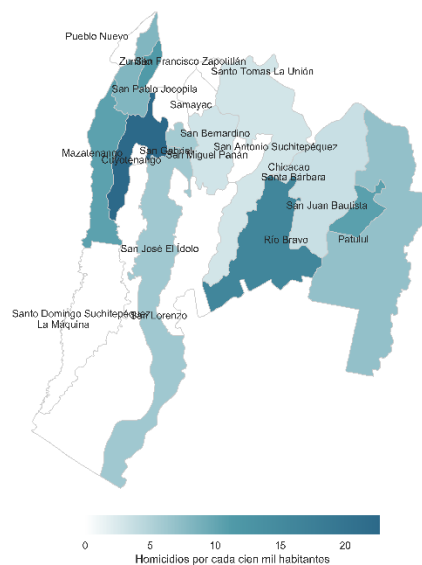 Pueblo Nuevo
Zunilito San Francisco Zapotitlán
Santo Tomas La Unión
San Pablo Jocopila
Samayac
San Bernardino
San Antonio Suchitepéquez
Mazatenango
San Gabriel
San Miguel Panán
Cuyotenango
Chicacao
Santa Bárbara
San Juan Bautista
Río Bravo
Patulul
San José El Ídolo
Santo Domingo Suchitepéquez
San Lorenzo
La Máquina
0 5 10 15 20
Homicidios por cada cien mil habitantes